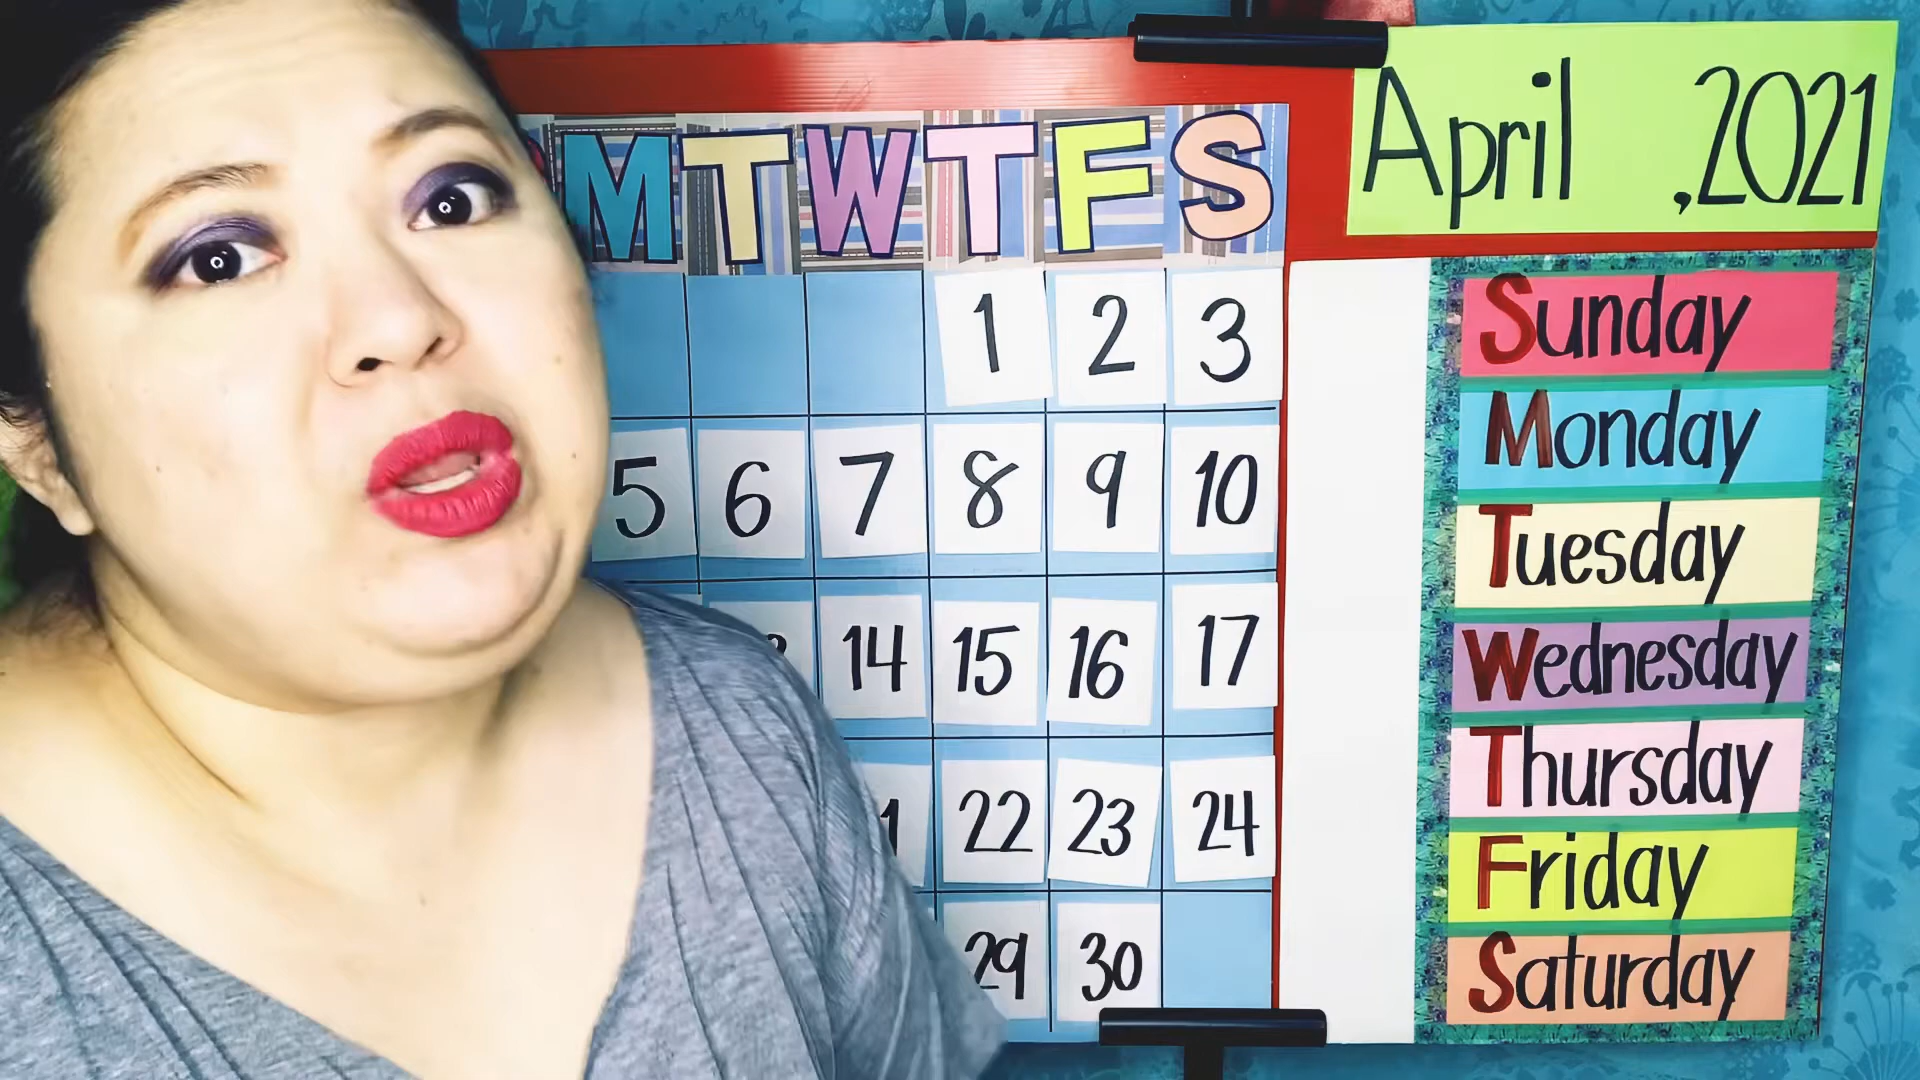 April ,2021
M T W T F S
1 2 3
5 6 7 8 9 10
14 15 16 17
22 23 24
29 30
Sunday
Monday
Tuesday
Wednesday
Thursday
Friday
Saturday